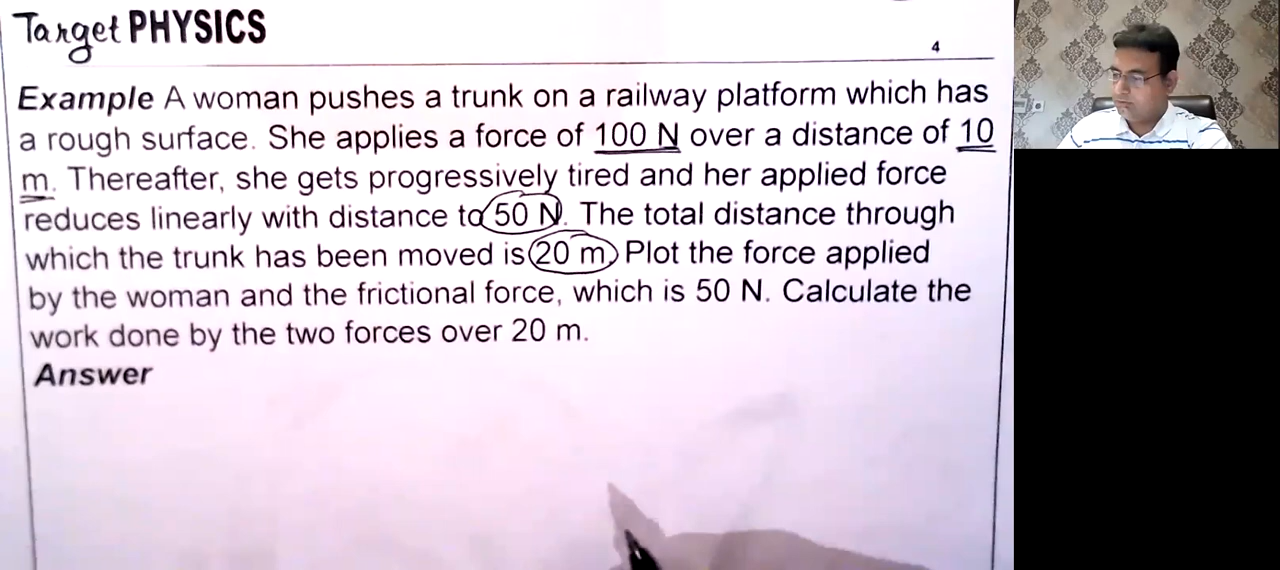 Target PHYSICS
4
Example A woman pushes a trunk on a railway platform which has
a rough surface. She applies a force of 100 N over a distance of 10
m. Thereafter, she gets progressively tired and her applied force
reduces linearly with distance to 50 N. The total distance through
which the trunk has been moved is 20 m. Plot the force applied
by the woman and the frictional force, which is 50 N. Calculate the
work done by the two forces over 20 m.
Answer